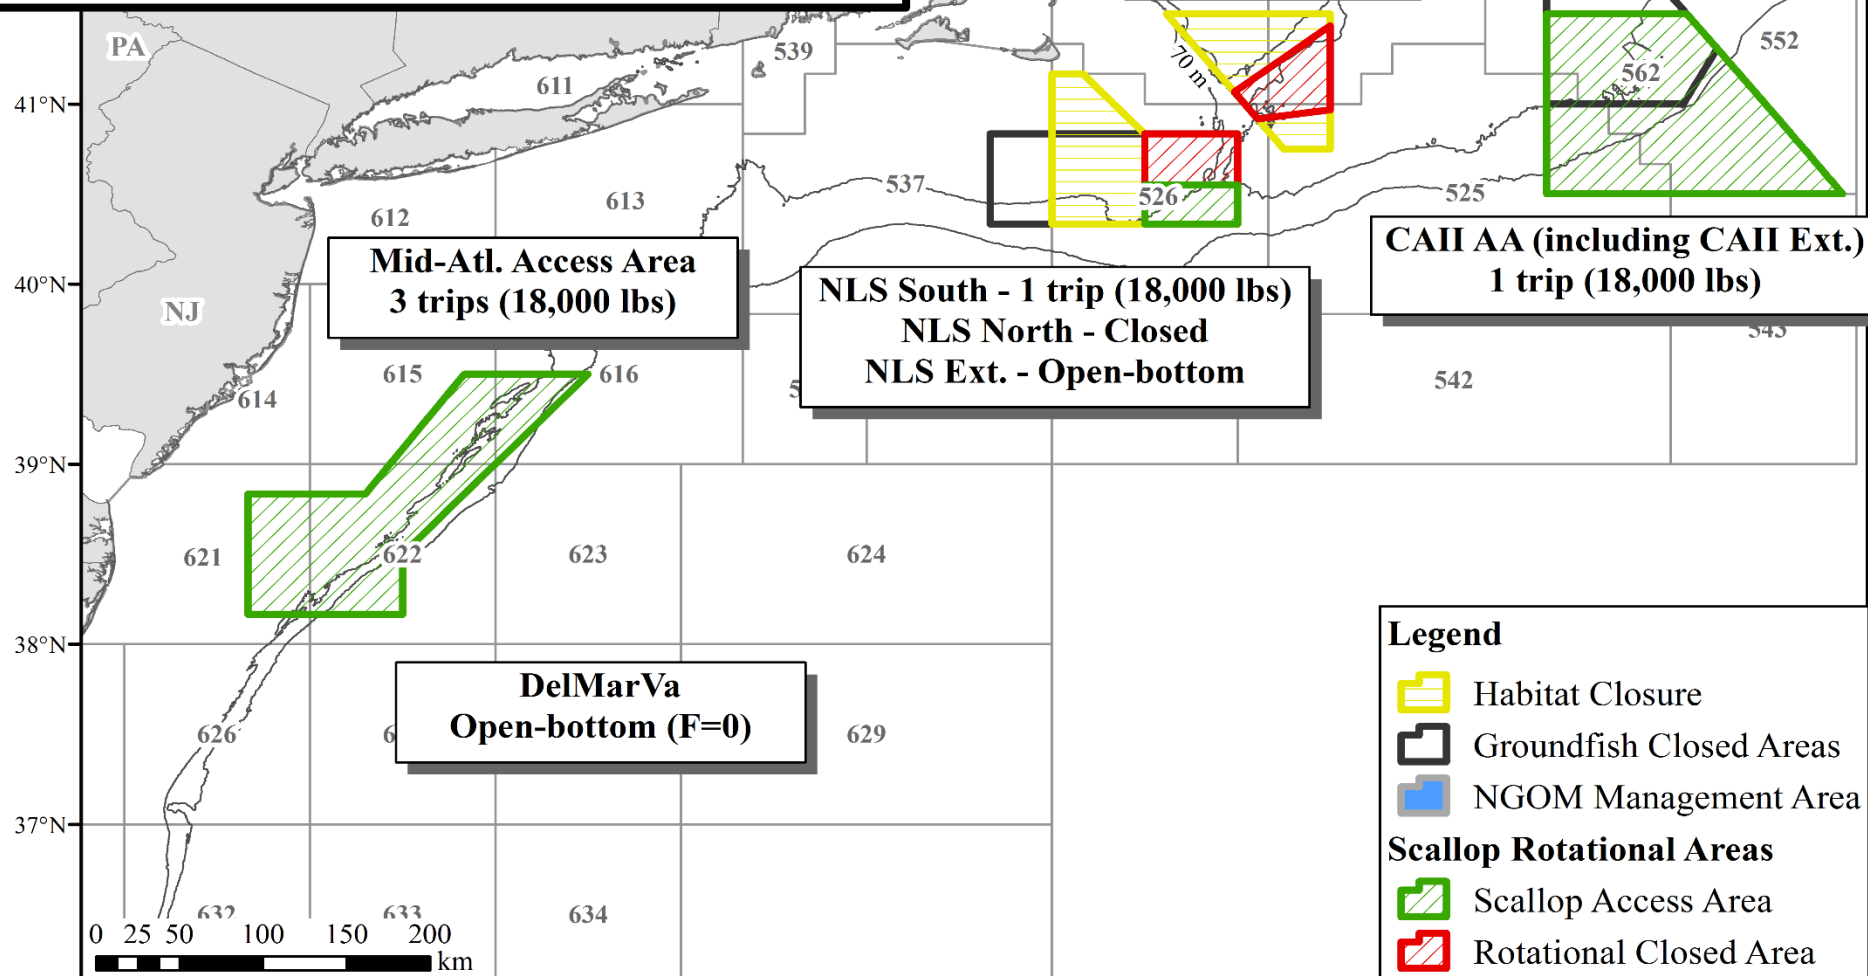 PA
539
552
70 m
562
611
41°N
537
526
525
613
612
Mid-Atl. Access Area
3 trips (18,000 lbs)
CAII AA (including CAII Ext.)
1 trip (18,000 lbs)
40°N
NJ
NLS South - 1 trip (18,000 lbs)
NLS North - Closed
NLS Ext. - Open-bottom
543
615
616
542
614
39°N
621
622
623
624
38°N
DelMarVa
Open-bottom (F=0)
626
629
37°N
632
633
634
0 25 50 100 150 200
km
Legend
Habitat Closure
Groundfish Closed Areas
NGOM Management Area
Scallop Rotational Areas
Scallop Access Area
Rotational Closed Area